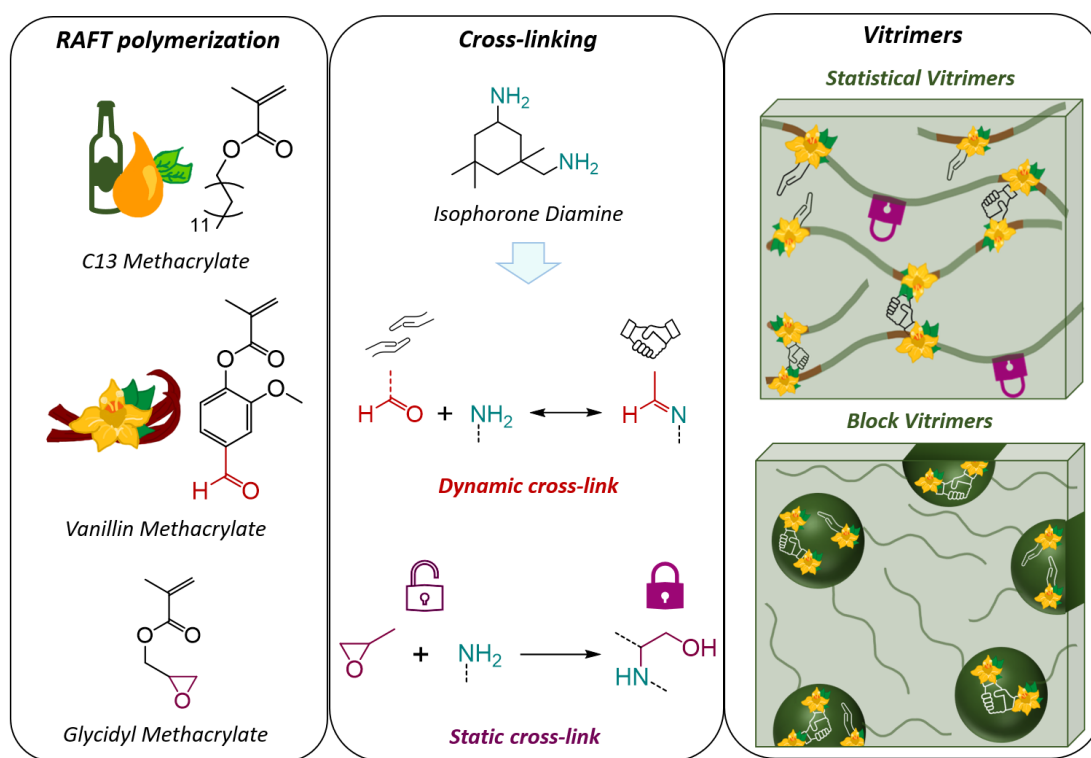 RAFT polymerization
O
O
11
C13 Methacrylate
O
O
O
H
O
Vanillin Methacrylate
O
O
O
Glycidyl Methacrylate
Cross-linking
NH2
NH2
Isophorone Diamine
H
O
+
NH2
H
N
Dynamic cross-link
O
+
NH2
OH
HN
Static cross-link
Vitrimers
Statistical Vitrimers
Block Vitrimers